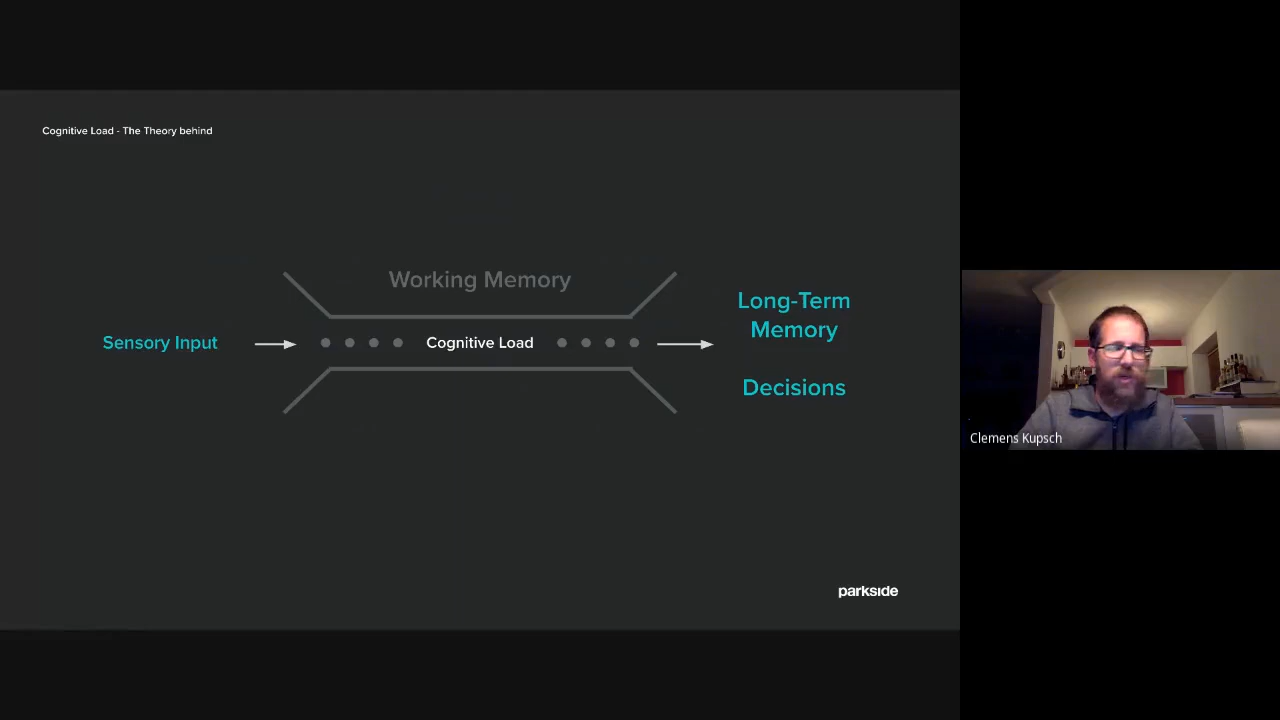 Cognitive Load - The Theory behind
Working Memory
Sensory Input
Cognitive Load
Long-Term
Memory
Decisions
parkside
Clemens Kupsch